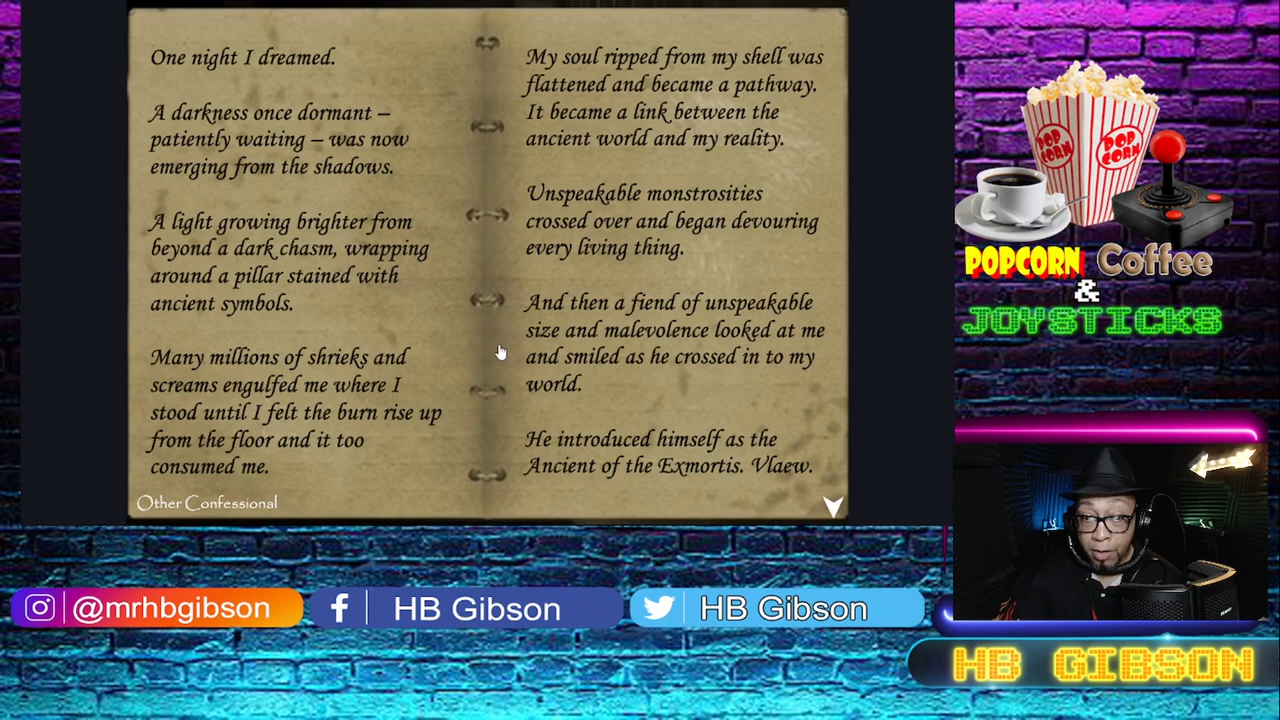 One night I dreamed.
A darkness once dormant –
patiently waiting – was now
emerging from the shadows.
A light growing brighter from
beyond a dark chasm, wrapping
around a pillar stained with
ancient symbols.
Many millions of shrieks and
screams engulfed me where I
stood until I felt the burn rise up
from the floor and it too
consumed me.
Other Confessional
My soul ripped from my shell was
flattened and became a pathway.
It became a link between the
ancient world and my reality.
Unspeakable monstrosities
crossed over and began devouring
every living thing.
And then a fiend of unspeakable
size and malevolence looked at me
and smiled as he crossed in to my
world.
He introduced himself as the
Ancient of the Exmortis. Vlaew.
POP CORN
POP CORN
POPCORN Coffee
&
JOYSTICKS
@mrhbgibson
HB Gibson
HB Gibson
HB GIBSON